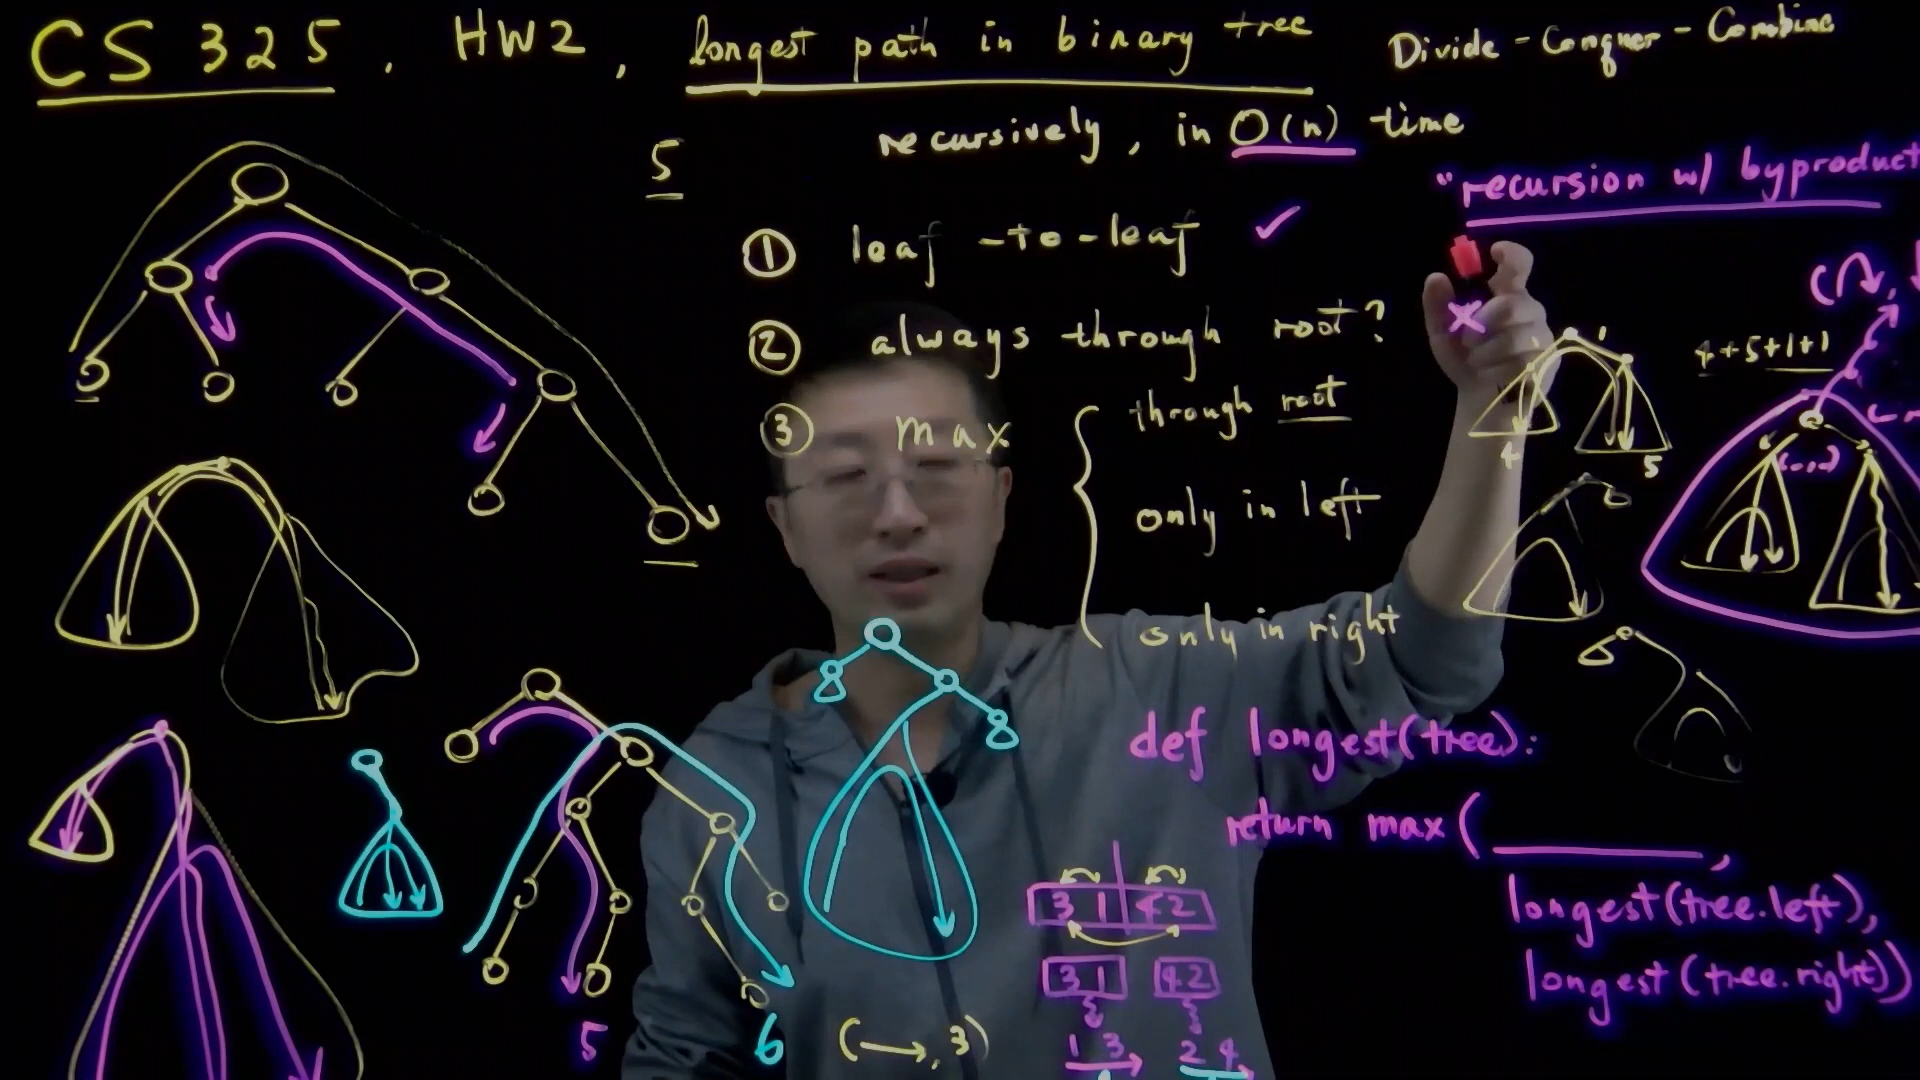 CS 325, HW2, longest path in binary tree
Divide - Conquer - Combine
recursively, in O(n) time
5
"recursion w/ byproduct
① leaf-to-leaf ✓
② always through root? ×
③ max { through root
only in left
only in right
4+5+1+1
4 5
def longest(tree):
return max( ______,
longest(tree.left),
longest(tree.right))
3 1 4 2
3 1 4 2
1 3 2 4
5
6
(→, 3)